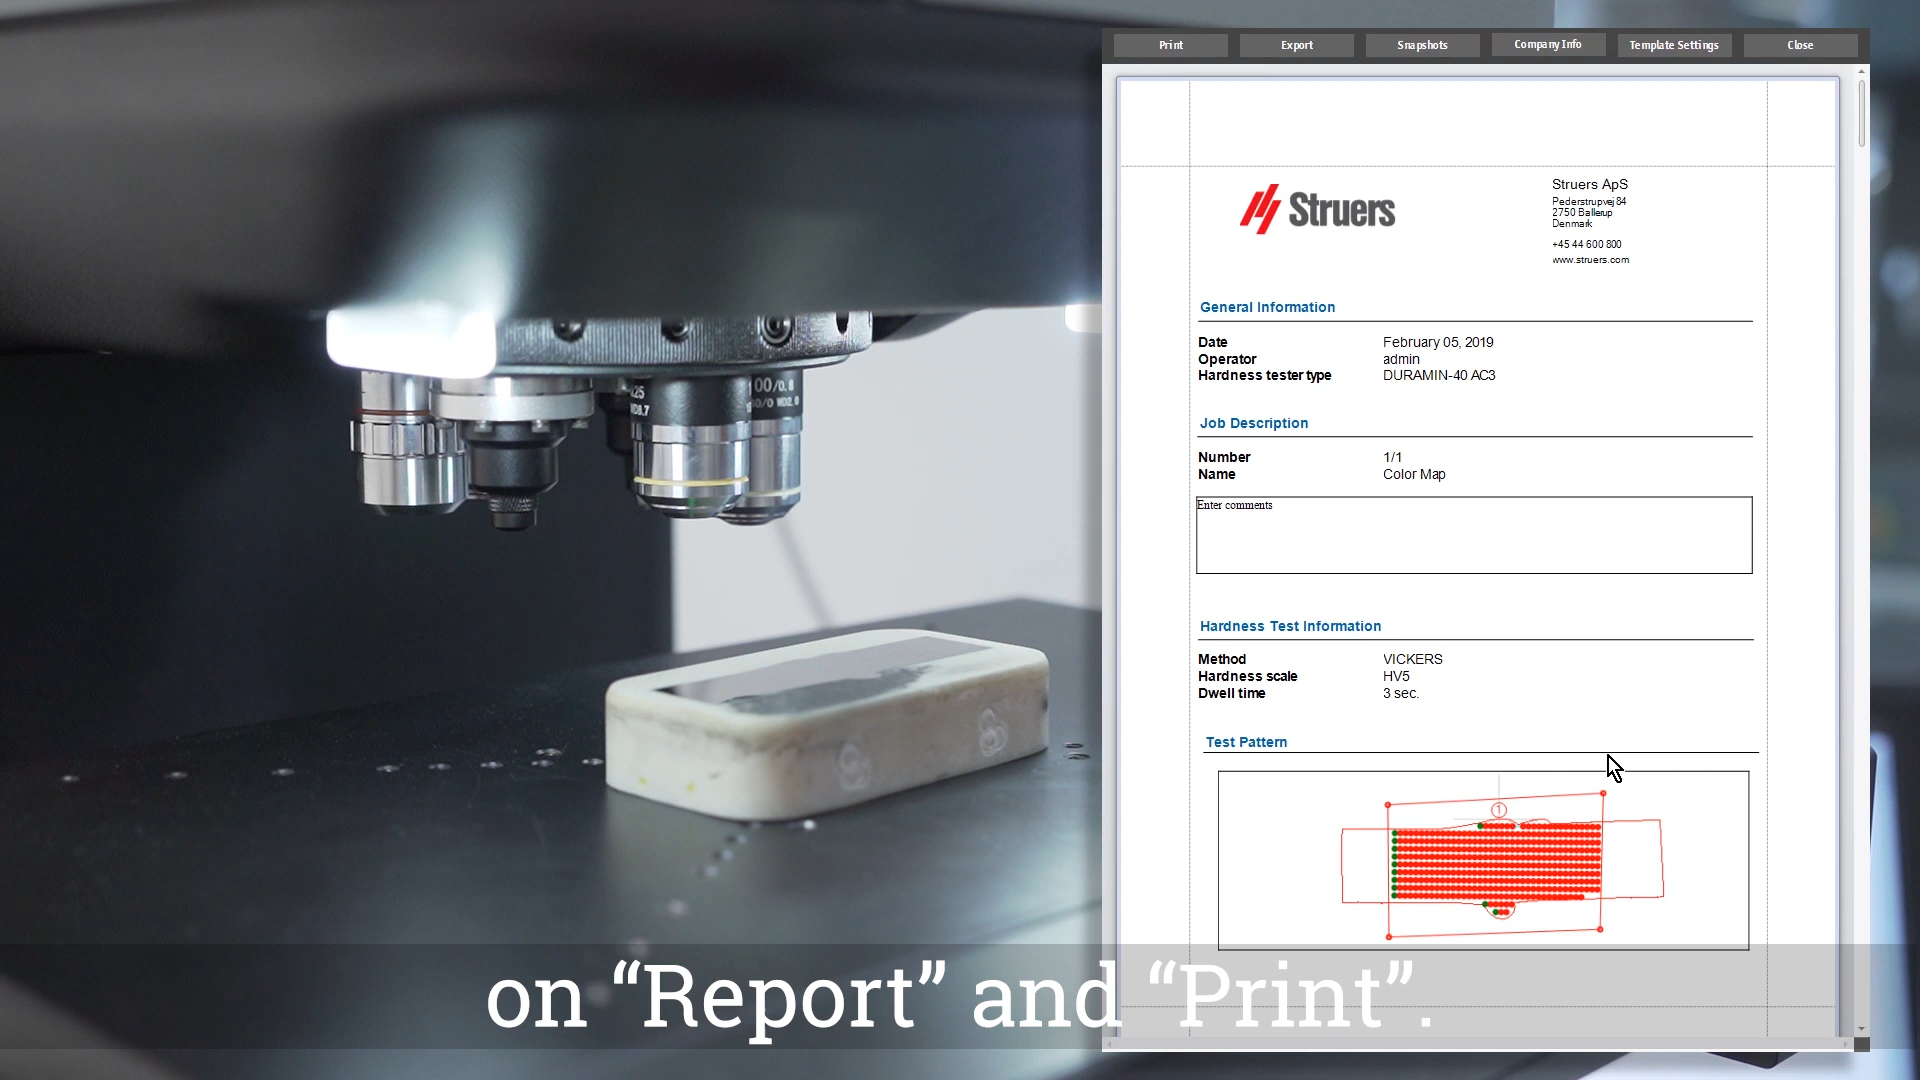 Print Export Snapshots Company Info Template Settings Close
Struers
Struers ApS
Pederstrupvej 84
2750 Ballerup
Denmark
+45 44 600 800
www.struers.com
General Information
Date February 05, 2019
Operator admin
Hardness tester type DURAMIN-40 AC3
Job Description
Number 1/1
Name Color Map
Enter comments
Hardness Test Information
Method VICKERS
Hardness scale HV5
Dwell time 3 sec.
Test Pattern
1
on “Report” and “Print”.